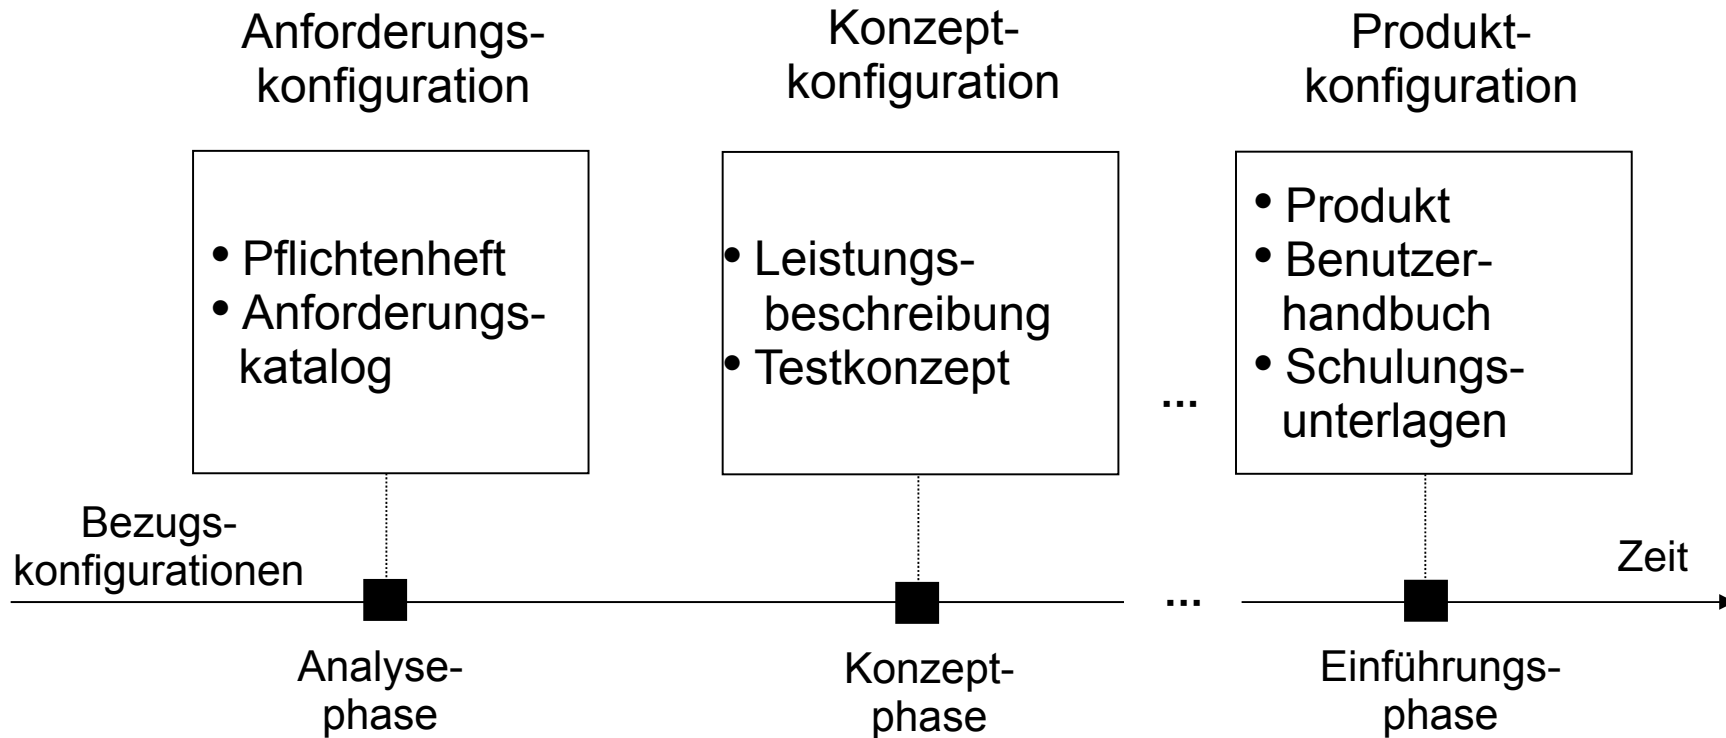 Anforderungs-
konfiguration
Konzept-
konfiguration
Produkt-
konfiguration
• Pflichtenheft
• Anforderungs-
katalog
• Leistungs-
beschreibung
• Testkonzept
...
• Produkt
• Benutzer-
handbuch
• Schulungs-
unterlagen
Bezugs-
konfigurationen
...
Zeit
Analyse-
phase
Konzept-
phase
Einführungs-
phase